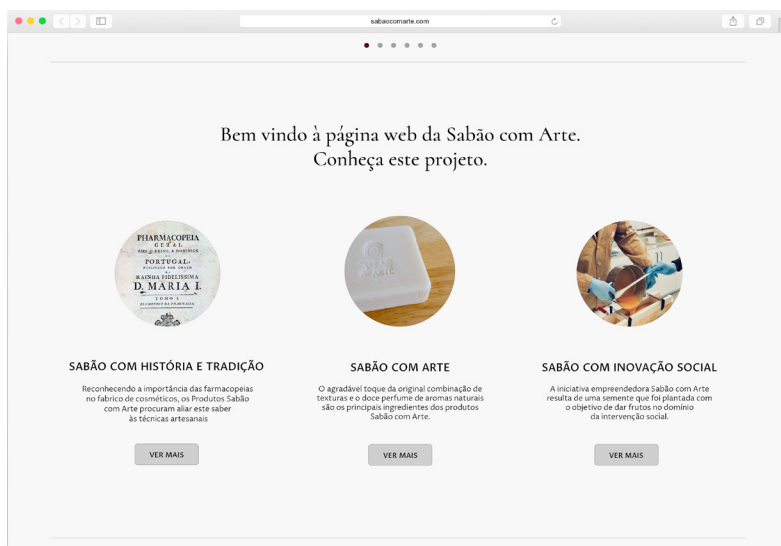 sabaocomarte.com
Bem vindo à página web da Sabão com Arte.
Conheça este projeto.
PHARMACOPEIA
GERAL
PORTUGAL,
RAINHA FIDELISSIMA
D. MARIA I.
TOMO I.
SABÃO COM HISTÓRIA E TRADIÇÃO
Reconhecendo a importância das farmacopeias
no fabrico de cosméticos, os Produtos Sabão
com Arte procuram aliar este saber
às técnicas artesanais
VER MAIS
SABÃO COM ARTE
O agradável toque da original combinação de
texturas e o doce perfume de aromas naturais
são os principais ingredientes dos produtos
Sabão com Arte.
VER MAIS
SABÃO COM INOVAÇÃO SOCIAL
A iniciativa empreendedora Sabão com Arte
resulta de uma semente que foi plantada com
o objetivo de dar frutos no domínio
da intervenção social.
VER MAIS